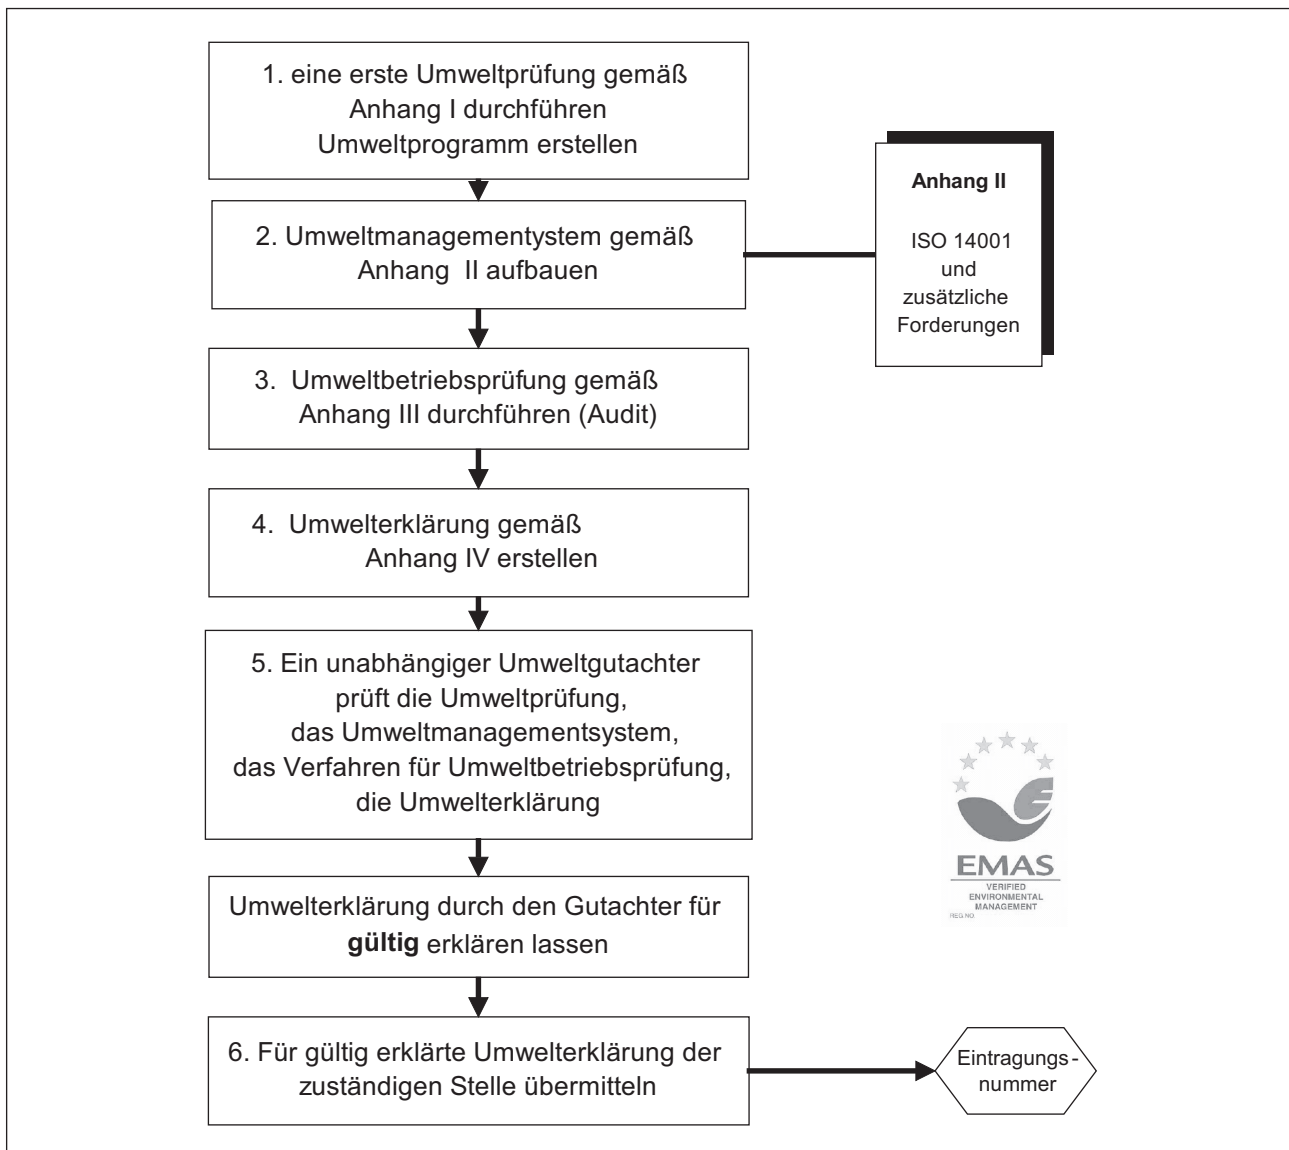 1. eine erste Umweltprüfung gemäß
Anhang I durchführen
Umweltprogramm erstellen
2. Umweltmanagementystem gemäß
Anhang II aufbauen
Anhang II
ISO 14001
und
zusätzliche
Forderungen
3. Umweltbetriebsprüfung gemäß
Anhang III durchführen (Audit)
4. Umwelterklärung gemäß
Anhang IV erstellen
5. Ein unabhängiger Umweltgutachter
prüft die Umweltprüfung,
das Umweltmanagementsystem,
das Verfahren für Umweltbetriebsprüfung,
die Umwelterklärung
EMAS
VERIFIED
ENVIRONMENTAL
MANAGEMENT
REG.NO
Umwelterklärung durch den Gutachter für
gültig erklären lassen
6. Für gültig erklärte Umwelterklärung der
zuständigen Stelle übermitteln
Eintragungs-
nummer